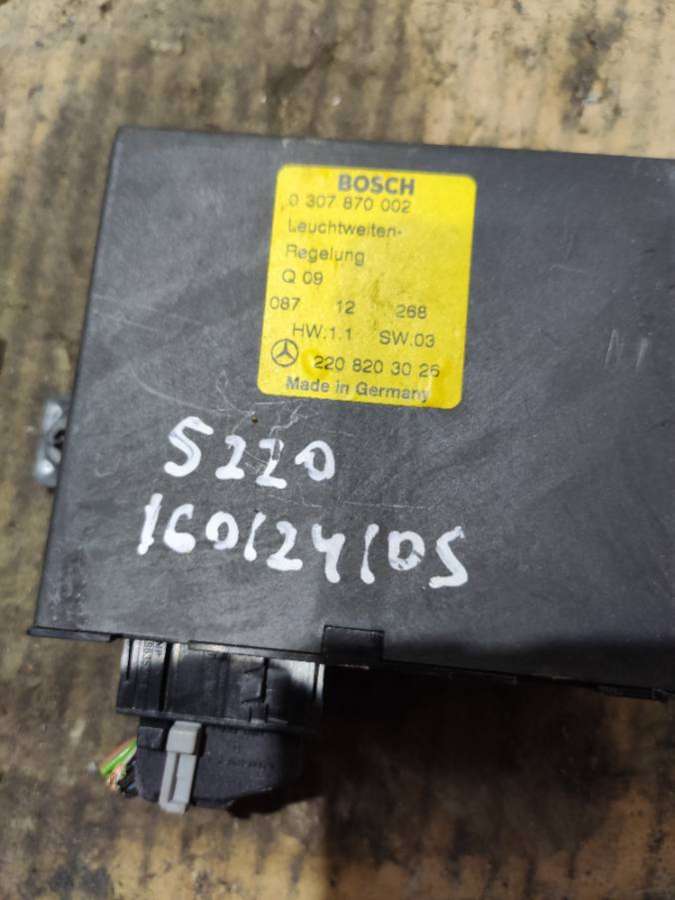 BOSCH
0 307 870 002
Leuchtweiten-
Regelung
Q 09
087 12 268
HW.1.1 SW.03
220 820 30 26
Made in Germany
S220
160124105